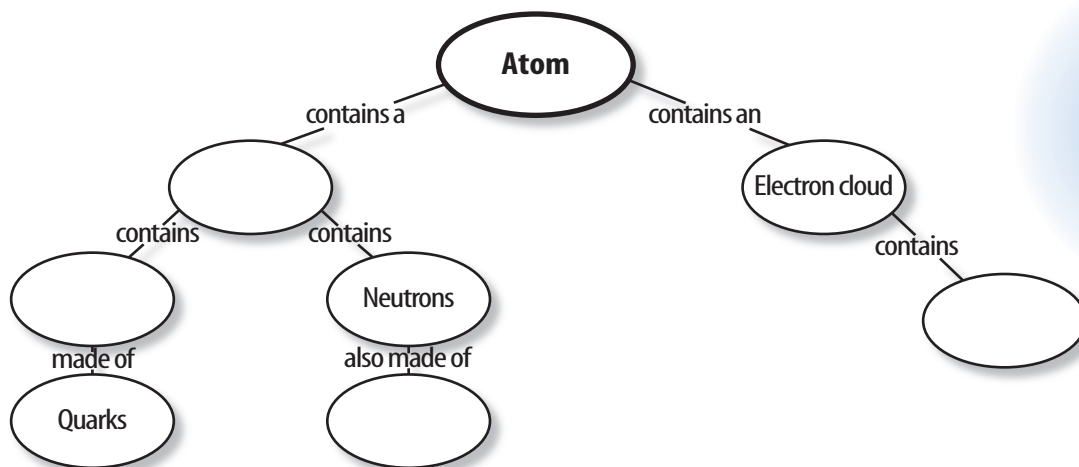 Atom
contains a
contains an
Electron cloud
contains
contains
contains
Neutrons
made of
also made of
Quarks